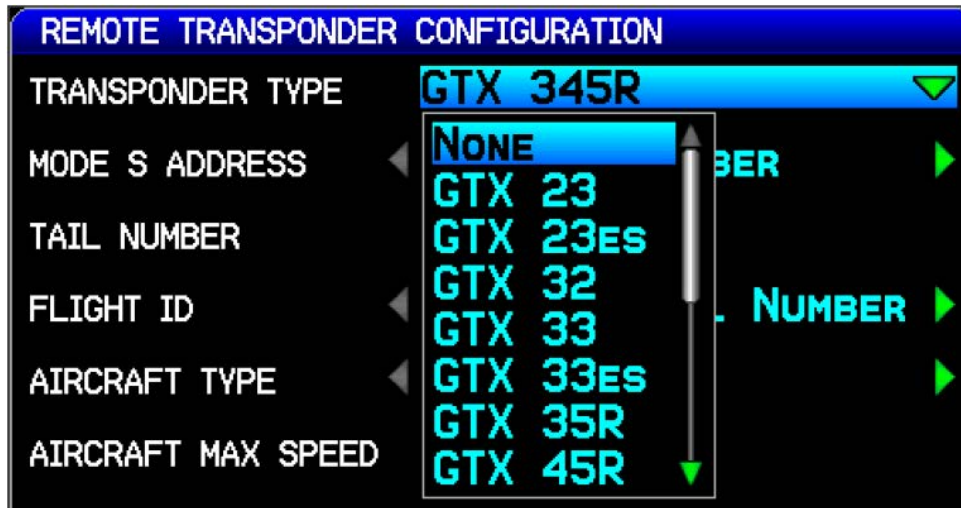 REMOTE TRANSPONDER CONFIGURATION
TRANSPONDER TYPE GTX 345R
NONE
MODE S ADDRESS
GTX 23
TAIL NUMBER GTX 23ES
GTX 32
FLIGHT ID NUMBER
GTX 33
AIRCRAFT TYPE GTX 33ES
GTX 35R
AIRCRAFT MAX SPEED GTX 45R